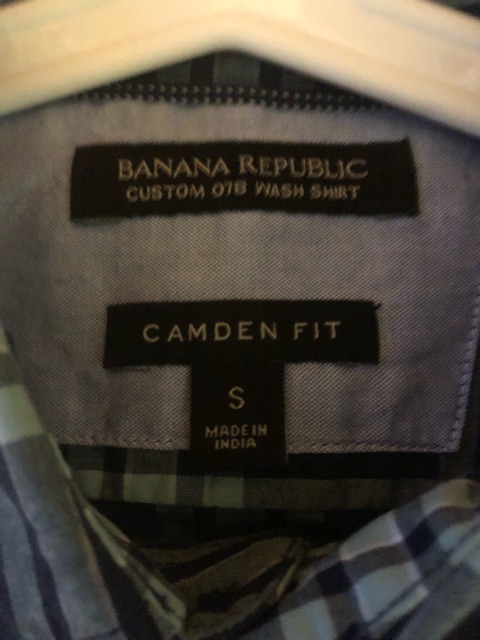 BANANA REPUBLIC
CUSTOM 078 WASH SHIRT
CAMDEN FIT
S
MADE IN
INDIA